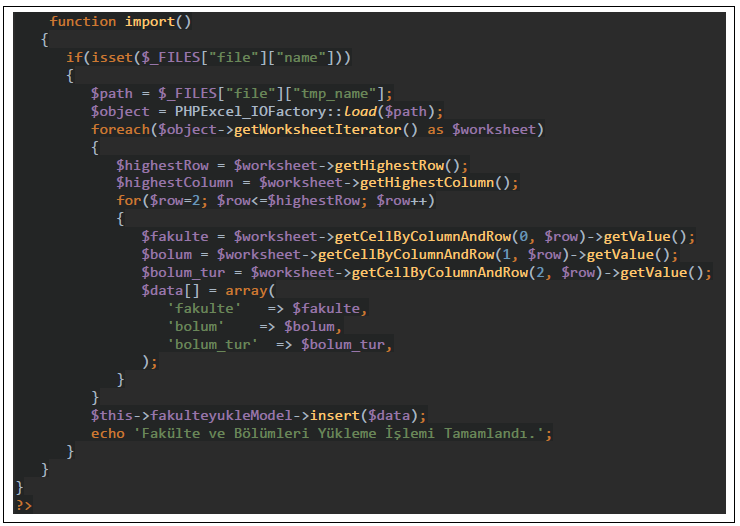 function import()
{
if(isset($_FILES["file"]["name"]))
{
$path = $_FILES["file"]["tmp_name"];
$object = PHPExcel_IOFactory::load($path);
foreach($object->getWorksheetIterator() as $worksheet)
{
$highestRow = $worksheet->getHighestRow();
$highestColumn = $worksheet->getHighestColumn();
for($row=2; $row<=$highestRow; $row++)
{
$fakulte = $worksheet->getCellByColumnAndRow(0, $row)->getValue();
$bolum = $worksheet->getCellByColumnAndRow(1, $row)->getValue();
$bolum_tur = $worksheet->getCellByColumnAndRow(2, $row)->getValue();
$data[] = array(
'fakulte'   => $fakulte,
'bolum'    => $bolum,
'bolum_tur'  => $bolum_tur,
);
}
}
$this->fakulteyukleModel->insert($data);
echo 'Fakülte ve Bölümleri Yükleme İşlemi Tamamlandı.';
}
}
}
?>